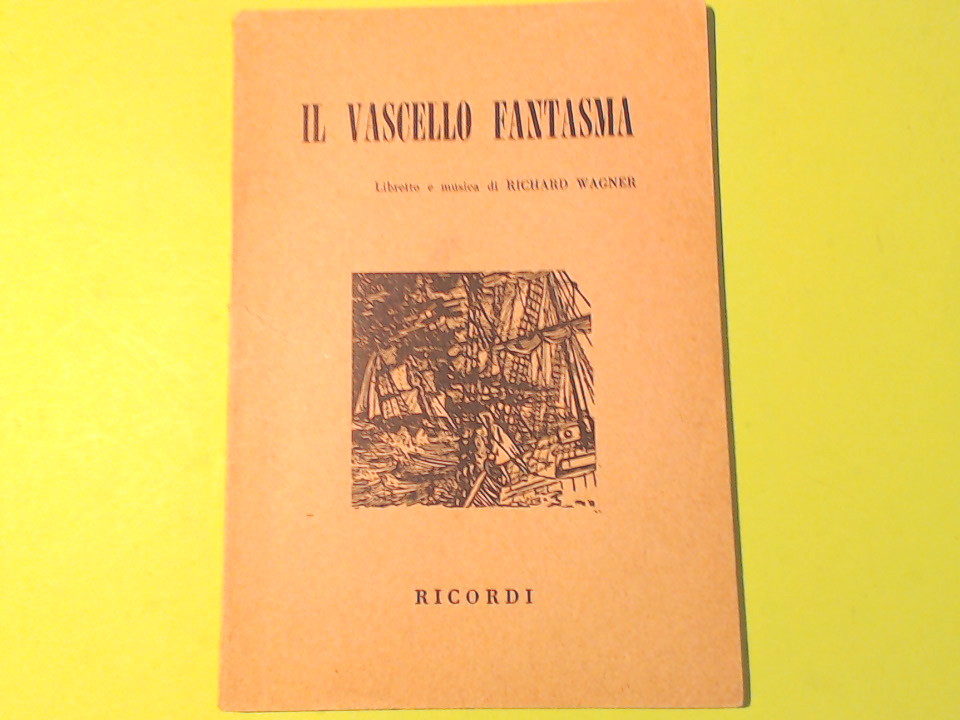 IL VASCELLO FANTASMA
Libretto e musica di RICHARD WAGNER
RICORDI